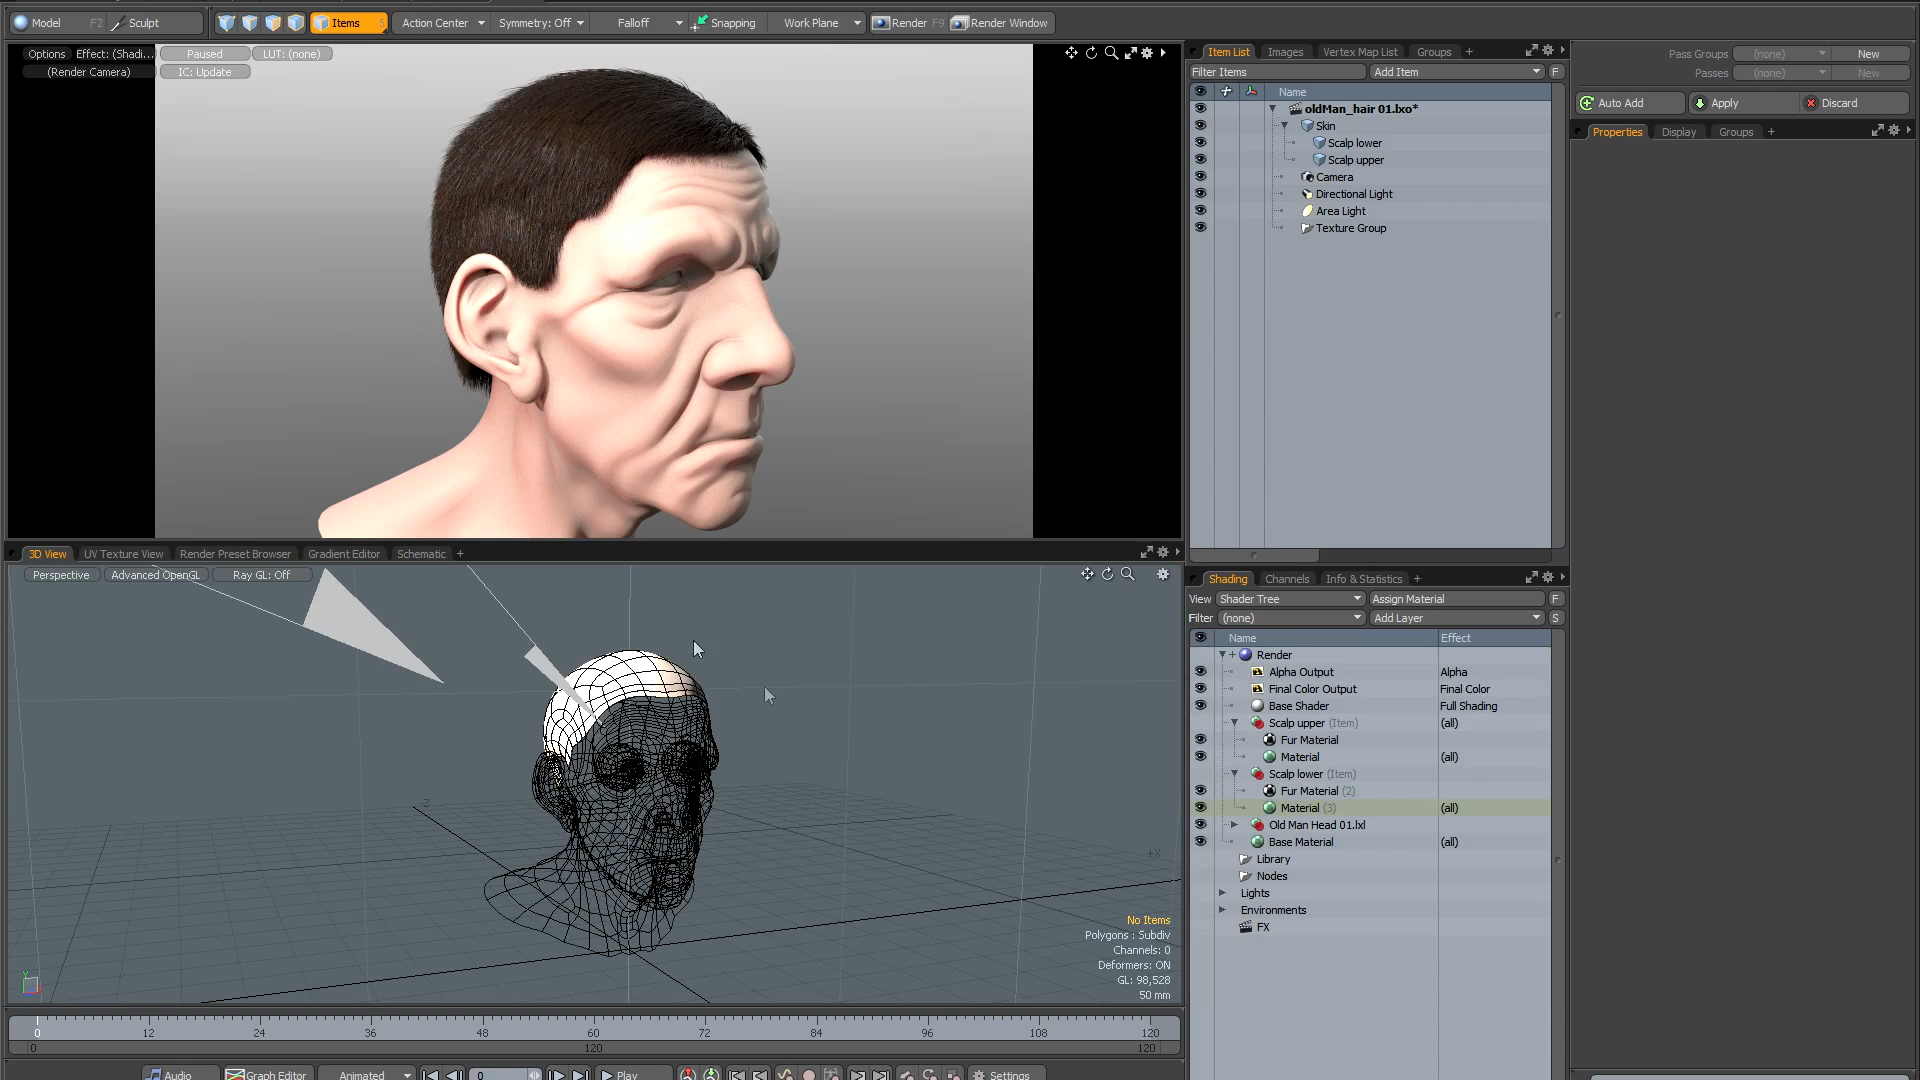 Model F2 Sculpt Items 5 Action Center Symmetry: Off Falloff Snapping Work Plane Render F9 Render Window
Options Effect: (Shadi... Paused LUT: (none)
(Render Camera) IC: Update
Item List Images Vertex Map List Groups +
Filter Items Add Item F
Name
oldMan_hair 01.lxo*
Skin
Scalp lower
Scalp upper
Camera
Directional Light
Area Light
Texture Group
Pass Groups (none) New
Passes (none) New
Auto Add Apply Discard
Properties Display Groups +
3D View UV Texture View Render Preset Browser Gradient Editor Schematic +
Perspective Advanced OpenGL Ray GL: Off
-Z
+X
Y
No Items
Polygons : Subdiv
Channels: 0
Deformers: ON
GL: 98,528
50 mm
Shading Channels Info & Statistics +
View Shader Tree Assign Material F
Filter (none) Add Layer S
Name Effect
Render
Alpha Output Alpha
Final Color Output Final Color
Base Shader Full Shading
Scalp upper (Item) (all)
Fur Material
Material (all)
Scalp lower (Item)
Fur Material (2)
Material (3) (all)
Old Man Head 01.lxl
Base Material (all)
Library
Nodes
Lights
Environments
FX
0 12 24 36 48 60 72 84 96 108 120
0 120 120
Audio Graph Editor Animated 0 Play Settings